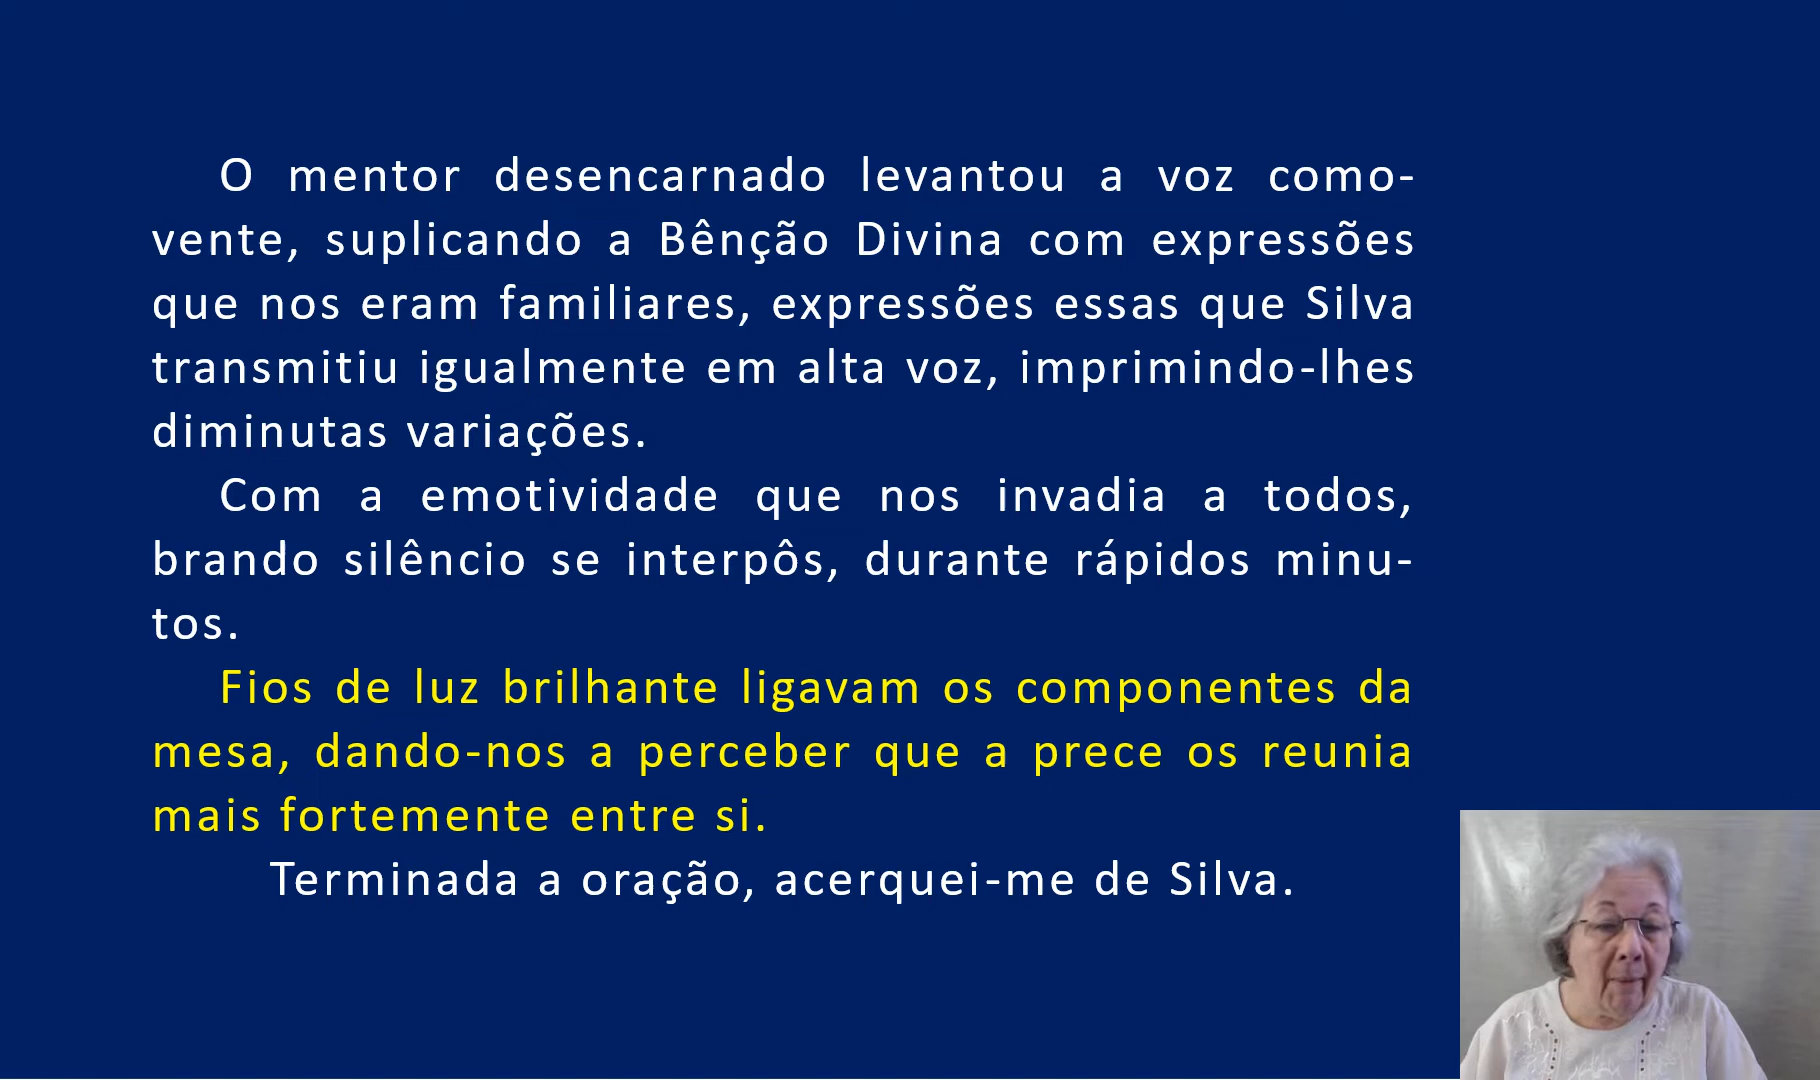 O mentor desencarnado levantou a voz como-
vente, suplicando a Bênção Divina com expressões
que nos eram familiares, expressões essas que Silva
transmitiu igualmente em alta voz, imprimindo-lhes
diminutas variações.
Com a emotividade que nos invadia a todos,
brando silêncio se interpôs, durante rápidos minu-
tos.
Fios de luz brilhante ligavam os componentes da
mesa, dando-nos a perceber que a prece os reunia
mais fortemente entre si.
Terminada a oração, acerquei-me de Silva.